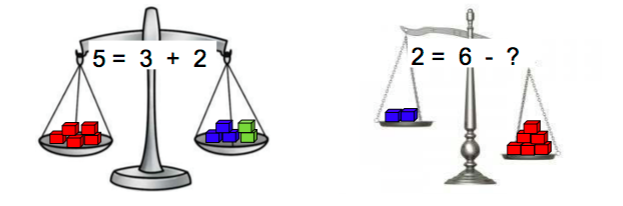 5 = 3 + 2
2 = 6 - ?